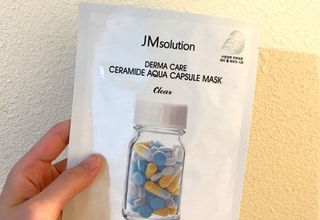 JMsolution
DERMA CARE
CERAMIDE AQUA CAPSULE MASK
Clear